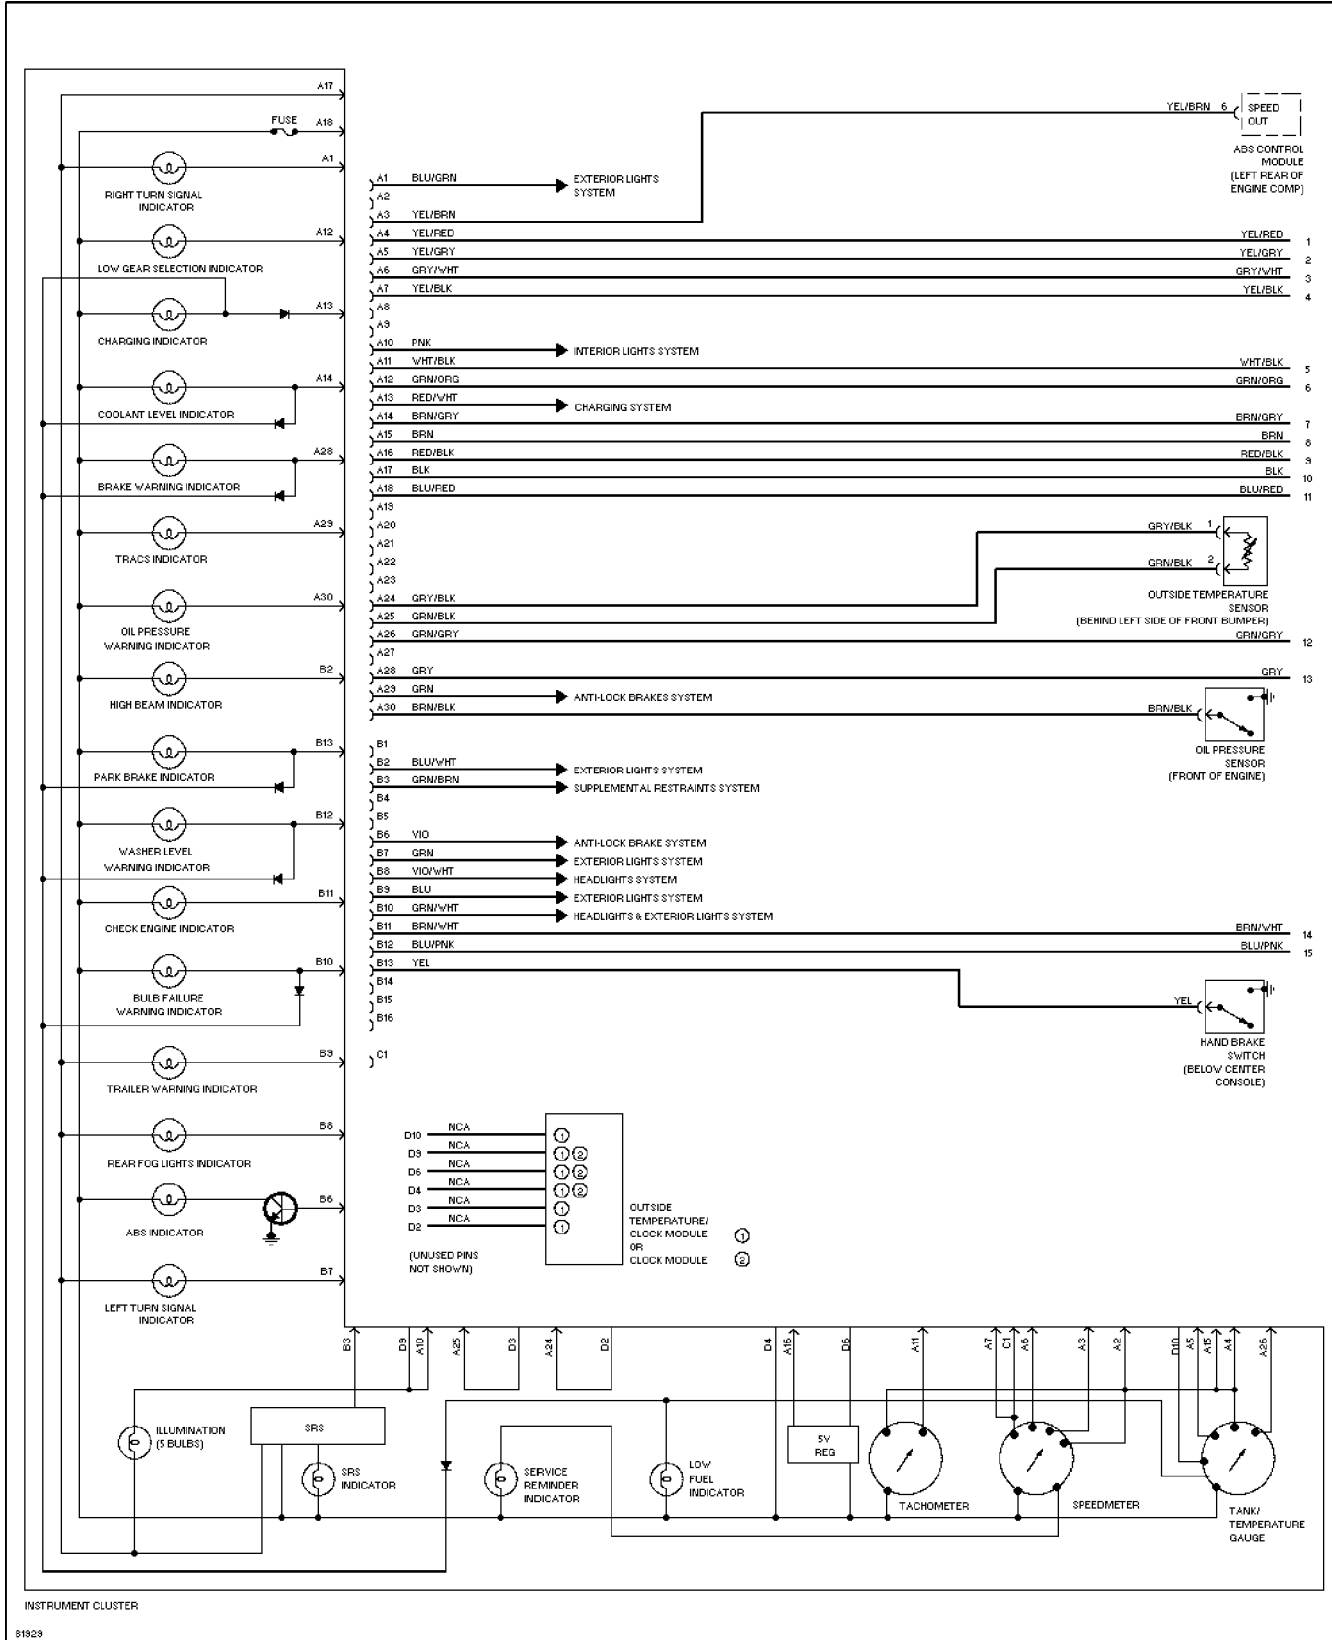 A17
FUSE
A18
A1
RIGHT TURN SIGNAL
INDICATOR
A12
LOW GEAR SELECTION INDICATOR
A13
CHARGING INDICATOR
A14
COOLANT LEVEL INDICATOR
A28
BRAKE WARNING INDICATOR
A29
TRACS INDICATOR
A30
OIL PRESSURE
WARNING INDICATOR
B2
HIGH BEAM INDICATOR
B13
PARK BRAKE INDICATOR
B12
WASHER LEVEL
WARNING INDICATOR
B11
CHECK ENGINE INDICATOR
B10
BULB FAILURE
WARNING INDICATOR
B9
TRAILER WARNING INDICATOR
B8
REAR FOG LIGHTS INDICATOR
B6
ABS INDICATOR
B7
LEFT TURN SIGNAL
INDICATOR
YEL/BRN 6 SPEED
OUT
ABS CONTROL
MODULE
(LEFT REAR OF
ENGINE COMP)
A1 BLU/GRN EXTERIOR LIGHTS
SYSTEM
A2
A3 YEL/BRN
A4 YEL/RED YEL/RED 1
A5 YEL/GRY YEL/GRY 2
A6 GRY/WHT GRY/WHT 3
A7 YEL/BLK YEL/BLK 4
A8
A9
A10 PNK INTERIOR LIGHTS SYSTEM
A11 WHT/BLK WHT/BLK 5
A12 GRN/ORG GRN/ORG 6
A13 RED/WHT CHARGING SYSTEM
A14 BRN/GRY BRN/GRY 7
A15 BRN BRN 8
A16 RED/BLK RED/BLK 9
A17 BLK BLK 10
A18 BLU/RED BLU/RED 11
A19
A20
GRY/BLK 1
A21
A22
GRN/BLK 2
A23
OUTSIDE TEMPERATURE
SENSOR
(BEHIND LEFT SIDE OF FRONT BUMPER)
A24 GRY/BLK
A25 GRN/BLK
A26 GRN/GRY GRN/GRY 12
A27
A28 GRY GRY 13
A29 GRN ANTI-LOCK BRAKES SYSTEM
A30 BRN/BLK BRN/BLK
OIL PRESSURE
SENSOR
(FRONT OF ENGINE)
B1
B2 BLU/WHT EXTERIOR LIGHTS SYSTEM
B3 GRN/BRN SUPPLEMENTAL RESTRAINTS SYSTEM
B4
B5
B6 VIO ANTI-LOCK BRAKE SYSTEM
B7 GRN EXTERIOR LIGHTS SYSTEM
B8 VIO/WHT HEADLIGHTS SYSTEM
B9 BLU EXTERIOR LIGHTS SYSTEM
B10 GRN/WHT HEADLIGHTS & EXTERIOR LIGHTS SYSTEM
B11 BRN/WHT BRN/WHT 14
B12 BLU/PNK BLU/PNK 15
B13 YEL
B14
B15
B16
YEL
HAND BRAKE
SWITCH
(BELOW CENTER
CONSOLE)
C1
D10 NCA 1
D9 NCA 1 2
D6 NCA 1 2
D4 NCA 1 2
D3 NCA 1
D2 NCA 1
(UNUSED PINS
NOT SHOWN)
OUTSIDE
TEMPERATURE/
CLOCK MODULE 1
OR
CLOCK MODULE 2
B3 D9 A10 A25 D3 A24 D2 D4 A16 D6 A11 A7 C1 A6 A3 A2 D10 A5 A15 A4 A26
ILLUMINATION
(5 BULBS)
SRS
SRS
INDICATOR
SERVICE
REMINDER
INDICATOR
LOW
FUEL
INDICATOR
5V
REG
TACHOMETER
SPEEDMETER
TANK/
TEMPERATURE
GAUGE
INSTRUMENT CLUSTER
81929